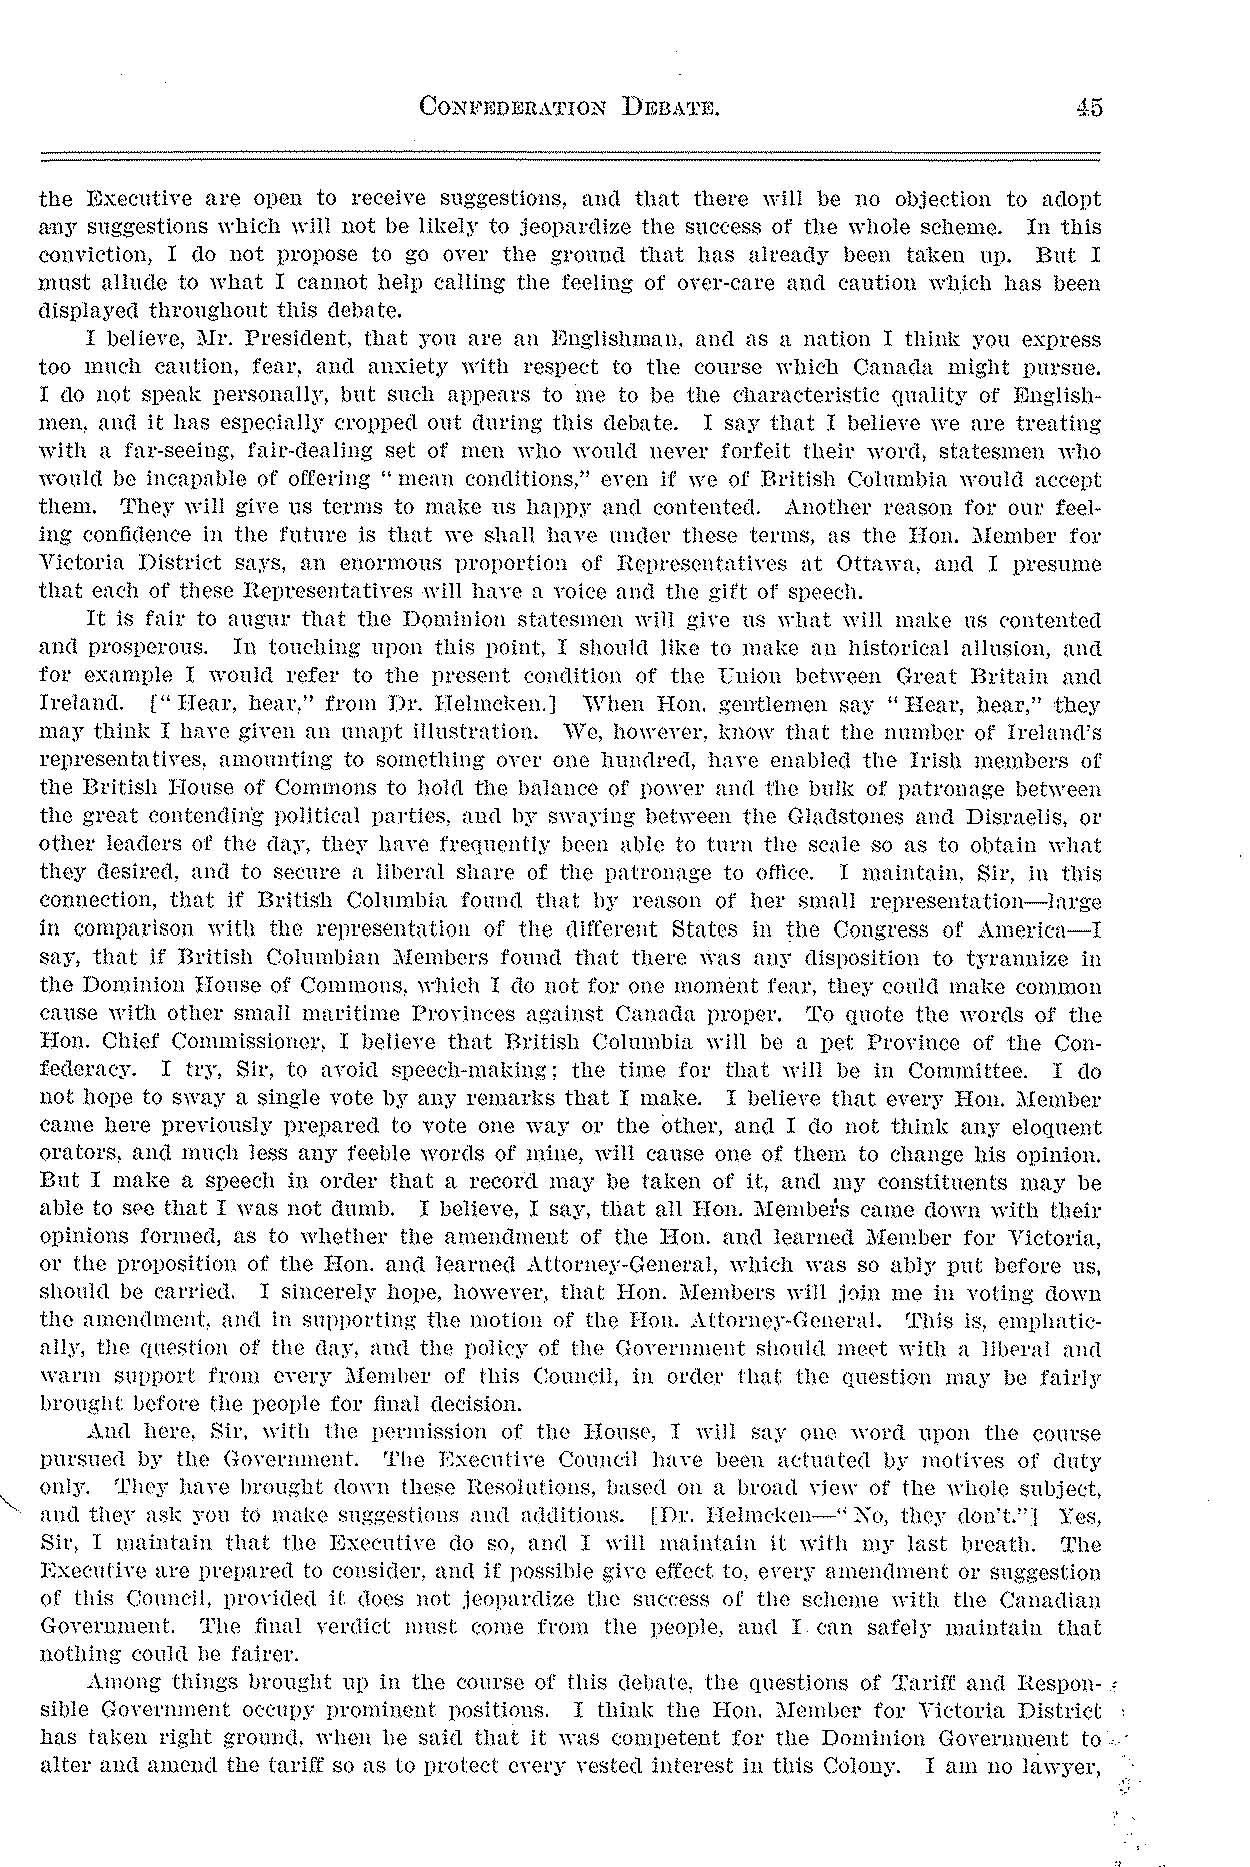 CONFEDERATION DEBATE. 45
the Executive are open to receive suggestions, and that there will be no objection to adopt
any suggestions which will not be likely to jeopardize the success of the whole scheme. In this
conviction, I do not propose to go over the ground that has already been taken up. But I
must allude to what I cannot help calling the feeling of over-care and caution which has been
displayed throughout this debate.
I believe, Mr. President, that you are an Englishman, and as a nation I think you express
too much caution, fear, and anxiety with respect to the course which Canada might pursue.
I do not speak personally, but such appears to me to be the characteristic quality of English-
men, and it has especially cropped out during this debate. I say that I believe we are treating
with a far-seeing, fair-dealing set of men who would never forfeit their word, statesmen who
would be incapable of offering “mean conditions,” even if we of British Columbia would accept
them. They will give us terms to make us happy and contented. Another reason for our feel-
ing confidence in the future is that we shall have under these terms, as the Hon. Member for
Victoria District says, an enormous proportion of Representatives at Ottawa, and I presume
that each of these Representatives will have a voice and the gift of speech.
It is fair to augur that the Dominion statesmen will give us what will make us contented
and prosperous. In touching upon this point, I should like to make an historical allusion, and
for example I would refer to the present condition of the Union between Great Britain and
Ireland. [“Hear, hear,” from Dr. Helmcken.] When Hon. gentlemen say “Hear, hear,” they
may think I have given an unapt illustration. We, however, know that the number of Ireland's
representatives, amounting to something over one hundred, have enabled the Irish members of
the British House of Commons to hold the balance of power and the bulk of patronage between
the great contending political parties, and by swaying between the Gladstones and Disraelis, or
other leaders of the day, they have frequently been able to turn the scale so as to obtain what
they desired, and to secure a liberal share of the patronage to office. I maintain, Sir, in this
connection, that if British Columbia found that by reason of her small representation—large
in comparison with the representation of the different States in the Congress of America—I
say, that if British Columbian Members found that there was any disposition to tyrannize in
the Dominion House of Commons, which I do not for one moment fear, they could make common
cause with other small maritime Provinces against Canada proper. To quote the words of the
Hon. Chief Commissioner, I believe that British Columbia will be a pet Province of the Con-
federacy. I try, Sir, to avoid speech-making; the time for that will be in Committee. I do
not hope to sway a single vote by any remarks that I make. I believe that every Hon. Member
came here previously prepared to vote one way or the other, and I do not think any eloquent
orators, and much less any feeble words of mine, will cause one of them to change his opinion.
But I make a speech in order that a record may be taken of it, and my constituents may be
able to see that I was not dumb. I believe, I say, that all Hon. Members came down with their
opinions formed, as to whether the amendment of the Hon. and learned Member for Victoria,
or the proposition of the Hon. and learned Attorney-General, which was so ably put before us,
should be carried. I sincerely hope, however, that Hon. Members will join me in voting down
the amendment, and in supporting the motion of the Hon. Attorney-General. This is, emphatic-
ally, the question of the day, and the policy of the Government should meet with a liberal and
warm support from every Member of this Council, in order that the question may be fairly
brought before the people for final decision.
And here, Sir, with the permission of the House, I will say one word upon the course
pursued by the Government. The Executive Council have been actuated by motives of duty
only. They have brought down these Resolutions, based on a broad view of the whole subject,
and they ask you to make suggestions and additions. [Dr. Helmcken—“No, they don't.”] Yes,
Sir, I maintain that the Executive do so, and I will maintain it with my last breath. The
Executive are prepared to consider, and if possible give effect to, every amendment or suggestion
of this Council, provided it does not jeopardize the success of the scheme with the Canadian
Government. The final verdict must come from the people, and I can safely maintain that
nothing could be fairer.
Among things brought up in the course of this debate, the questions of Tariff and Respon-
sible Government occupy prominent positions. I think the Hon. Member for Victoria District
has taken right ground, when he said that it was competent for the Dominion Government to
alter and amend the tariff so as to protect every vested interest in this Colony. I am no lawyer,